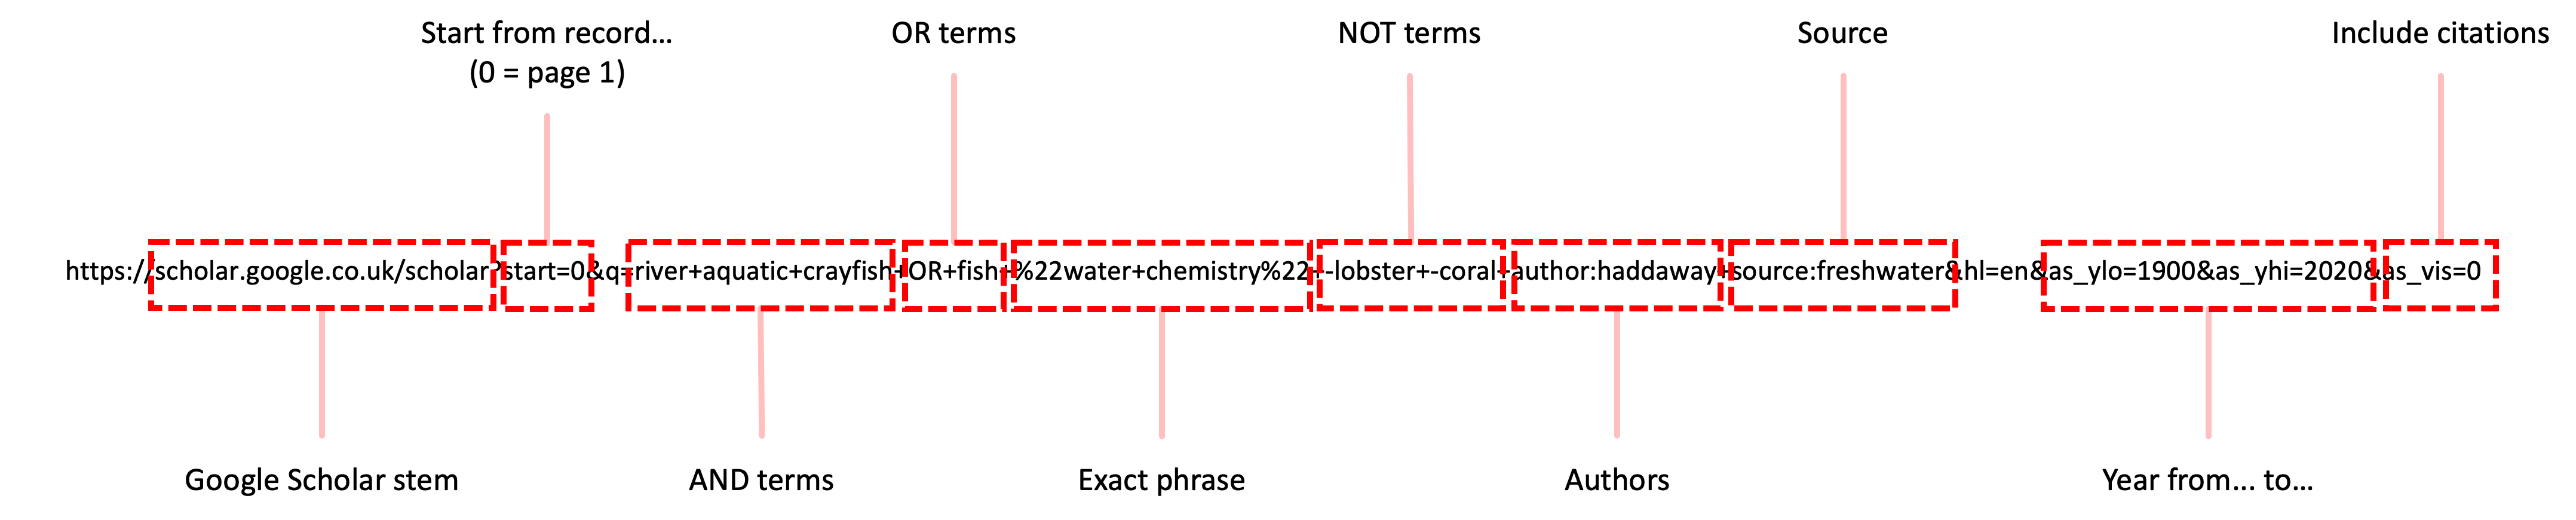 Start from record...
(0 = page 1)
OR terms
NOT terms
Source
Include citations
https://scholar.google.co.uk/scholar?start=0&q=river+aquatic+crayfish+OR+fish+%22water+chemistry%22+-lobster+-coral+author:haddaway+source:freshwater&hl=en&as_ylo=1900&as_yhi=2020&as_vis=0
Google Scholar stem
AND terms
Exact phrase
Authors
Year from... to...